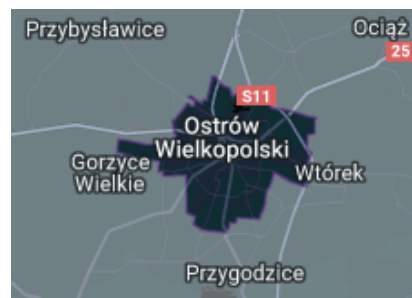 Przybysławice
Ociąż
25
S11
Ostrów
Wielkopolski
Gorzyce
Wielkie
Wtórek
Przygodzice